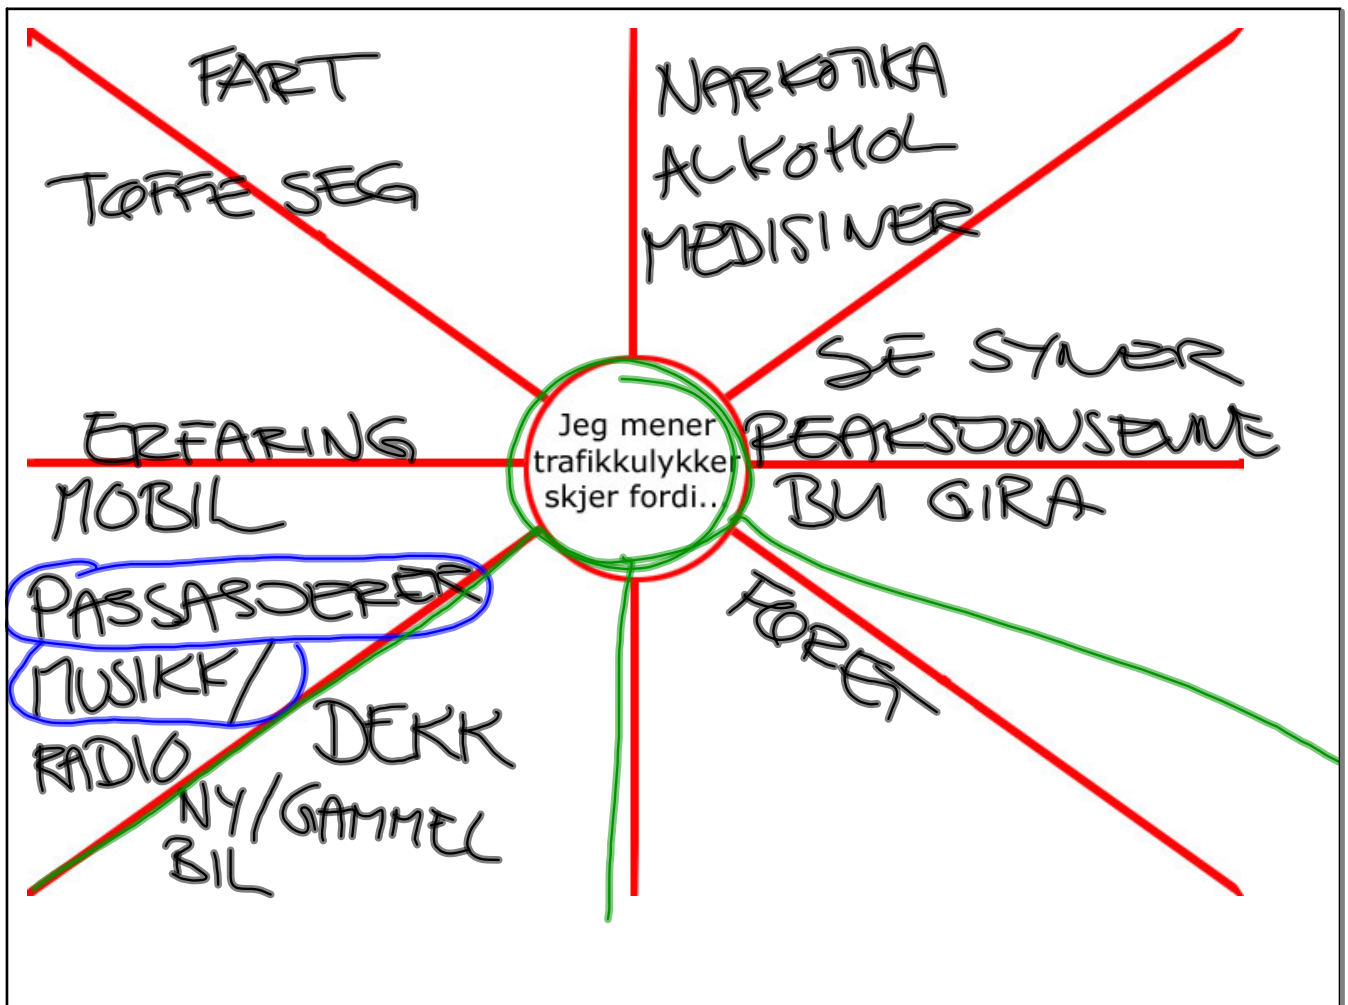 FART
TØFFE SEG
NARKOTIKA
ALKOHOL
MEDISINER
SE SYNER
REAKSJONSEVNE
BLI GIRA
Jeg mener
trafikkulykker
skjer fordi...
ERFARING
MOBIL
PASSASJERER
MUSIKK/
RADIO
DEKK
NY/GAMMEL
BIL
FØRET